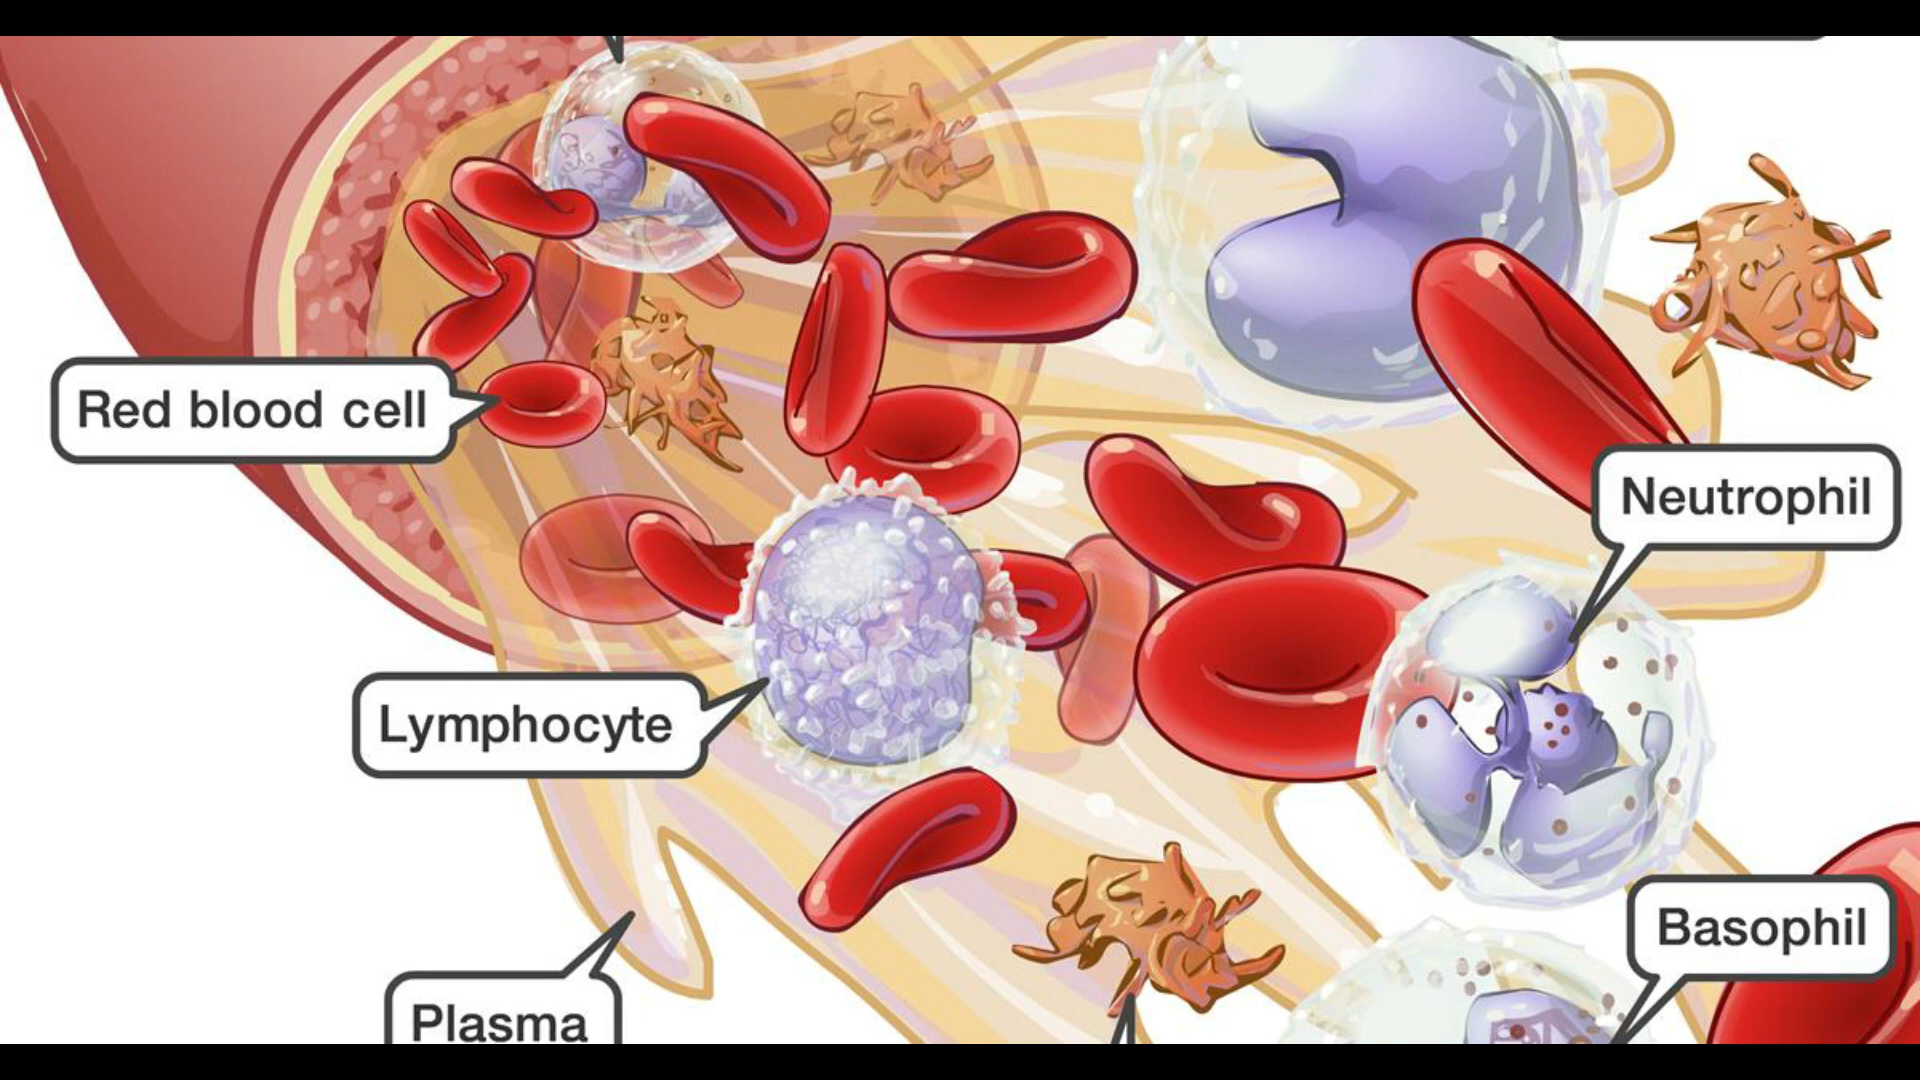 Red blood cell
Neutrophil
Lymphocyte
Basophil
Plasma